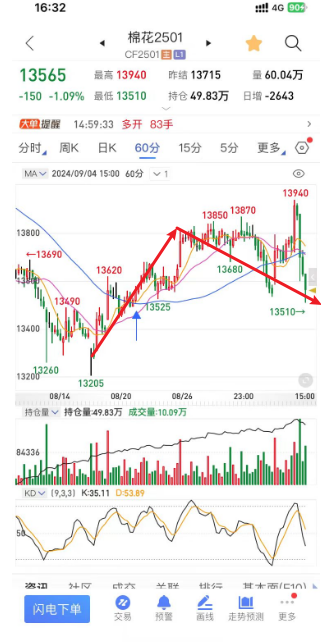 16:32 4G 90
棉花2501
CF2501 主 L1
13565 最高 13940 昨结 13715 量 60.04万
-150 -1.09% 最低 13510 持仓 49.83万 日增 -2643
大单提醒 14:59:33 多开 83手
分时 周K 日K 60分 15分 5分 更多
MA 2024/09/04 15:00 60分 1
13940
13850 13870
13800
←13690
13680
13620
13600
13525
13490
13510→
13400
13260
13200
13205
08/14 08/20 08/26 23:00 15:00
持仓量 持仓量:49.83万 成交量:10.09万
84336
KD (9,3,3) K:35.11 D:53.89
50
资讯 社区 成交 关联 排行 基本面(F10)
闪电下单 交易 预警 画线 走势预测 更多